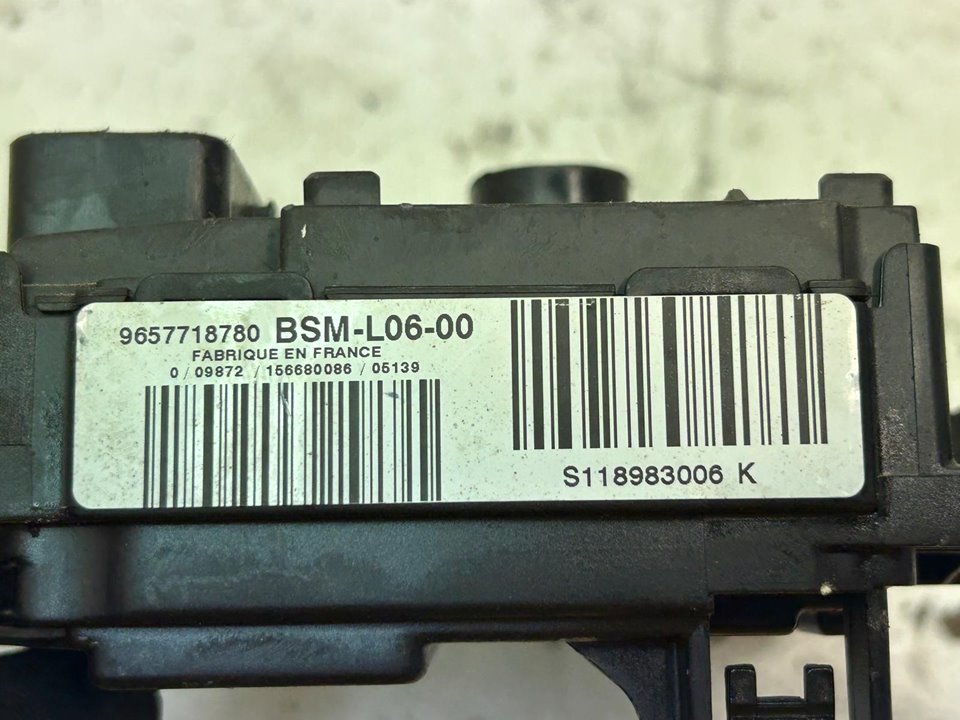 9657718780 BSM-L06-00
FABRIQUE EN FRANCE
0 / 09872 / 156680086 / 05139
S118983006 K